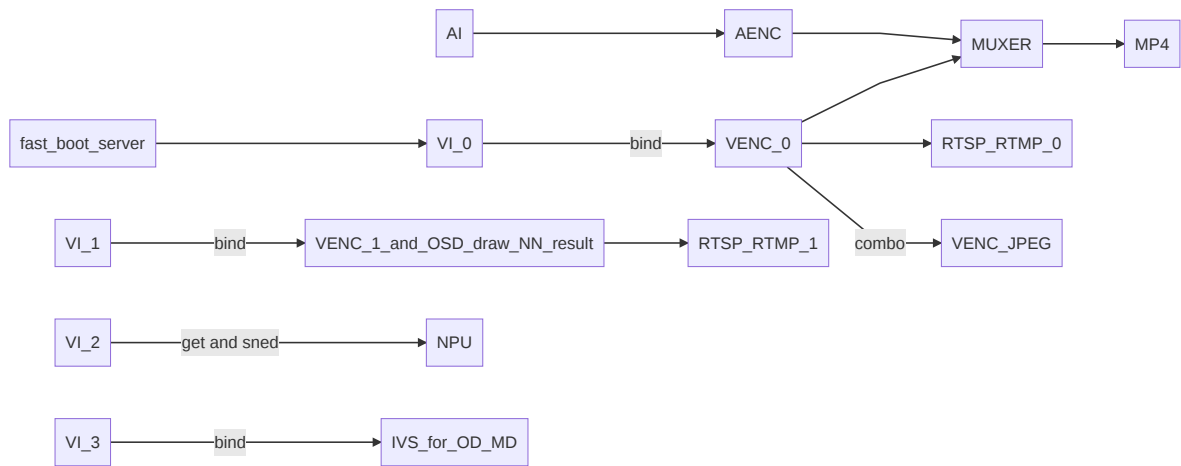 AI
AENC
MUXER
MP4
fast_boot_server
VI_0
bind
VENC_0
RTSP_RTMP_0
VI_1
bind
VENC_1_and_OSD_draw_NN_result
RTSP_RTMP_1
combo
VENC_JPEG
VI_2
get and sned
NPU
VI_3
bind
IVS_for_OD_MD